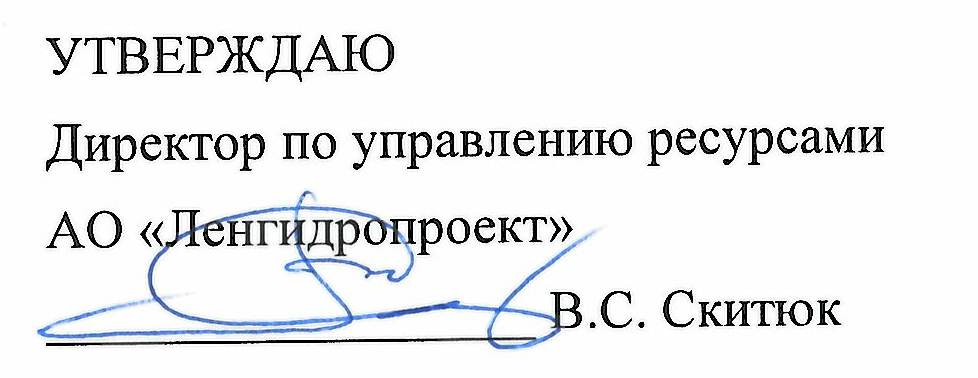 УТВЕРЖДАЮ
Директор по управлению ресурсами
АО «Ленгидропроект»
В.С. Скитюк